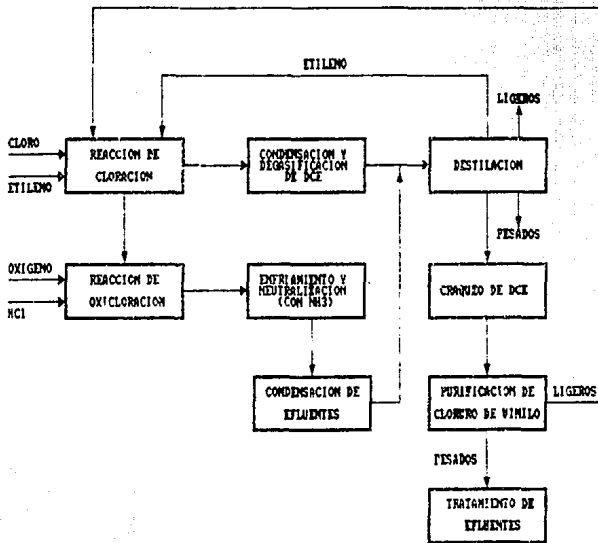 ETILENO
LIGEROS
CLORO
ETILENO
REACCION DE
CLORACION
CONDENSACION Y
DEGASIFICACION
DE DCE
DESTILACION
PESADOS
OXIGENO
HCl
REACCION DE
OXICLORACION
ENFRIAMIENTO Y
NEUTRALIZACION
(CON NH3)
CRAQUEO DE DCE
CONDENSACION DE
EFLUENTES
PURIFICACION DE
CLORURO DE VINILO
LIGEROS
PESADOS
TRATAMIENTO DE
EFLUENTES